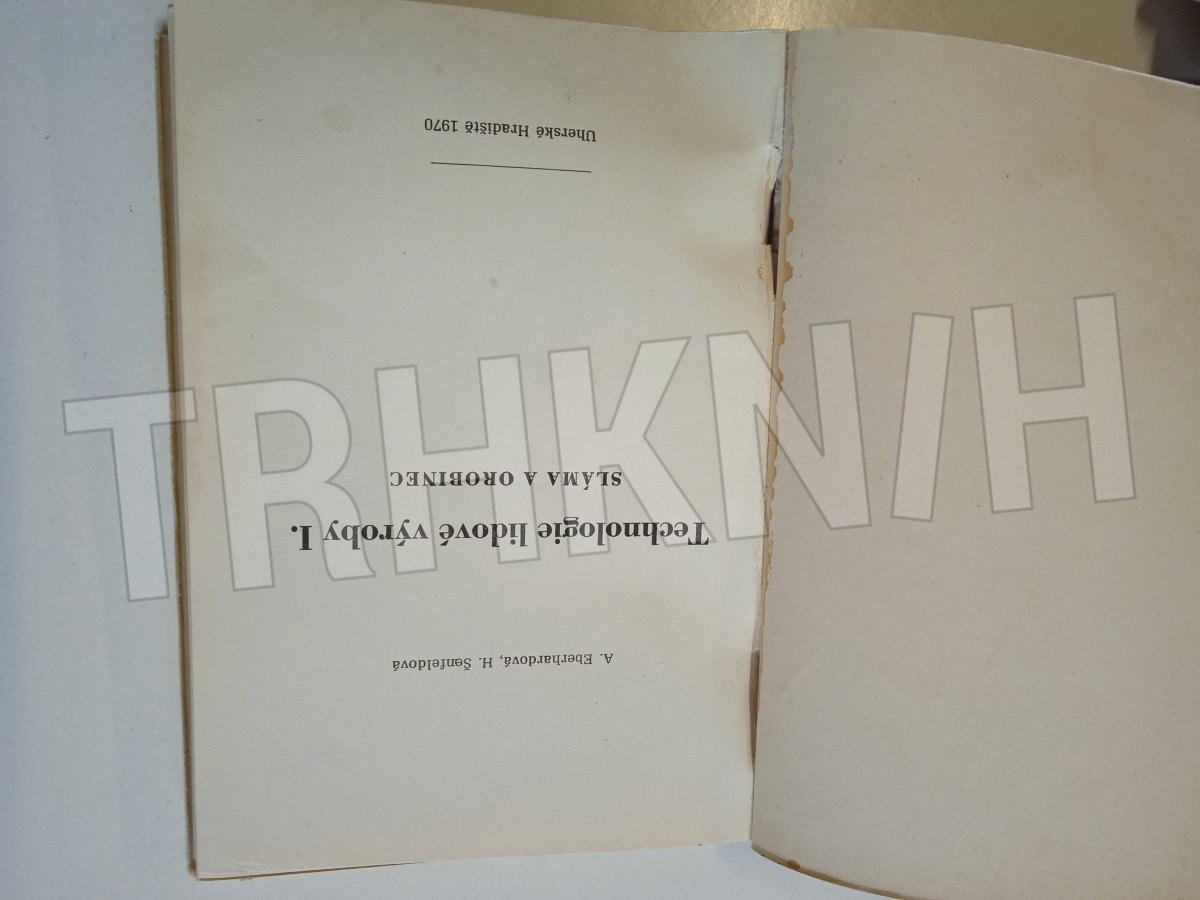 A. Eberhardová, H. Šenfeldová
Technologie lidové výroby I.
SLÁMA A OROBINEC
Uherské Hradiště 1970
TRHKNIH